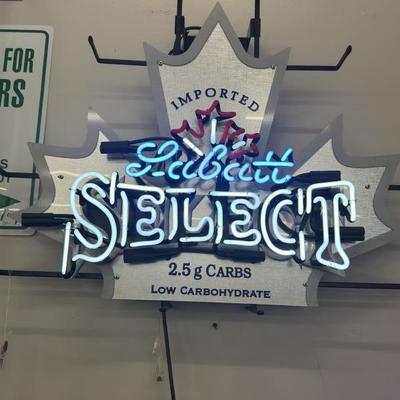 FOR
RS
S
IMPORTED
Labatt
SELECT
2.5 g CARBS
LOW CARBOHYDRATE